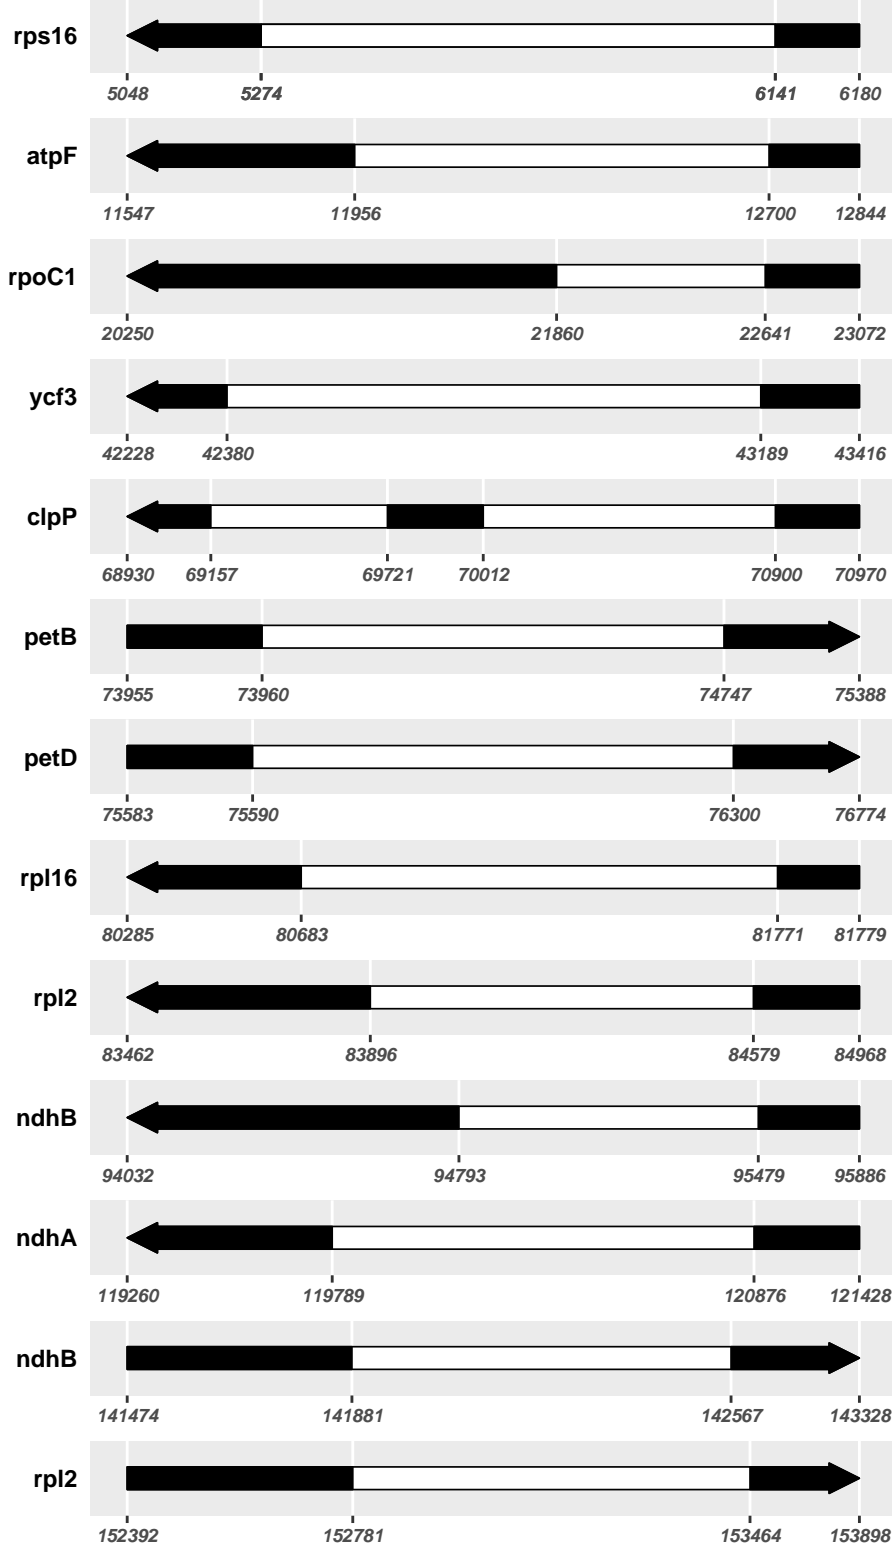 rps16
5048 5274 6141 6180
atpF
11547 11956 12700 12844
rpoC1
20250 21860 22641 23072
ycf3
42228 42380 43189 43416
clpP
68930 69157 69721 70012 70900 70970
petB
73955 73960 74747 75388
petD
75583 75590 76300 76774
rpl16
80285 80683 81771 81779
rpl2
83462 83896 84579 84968
ndhB
94032 94793 95479 95886
ndhA
119260 119789 120876 121428
ndhB
141474 141881 142567 143328
rpl2
152392 152781 153464 153898